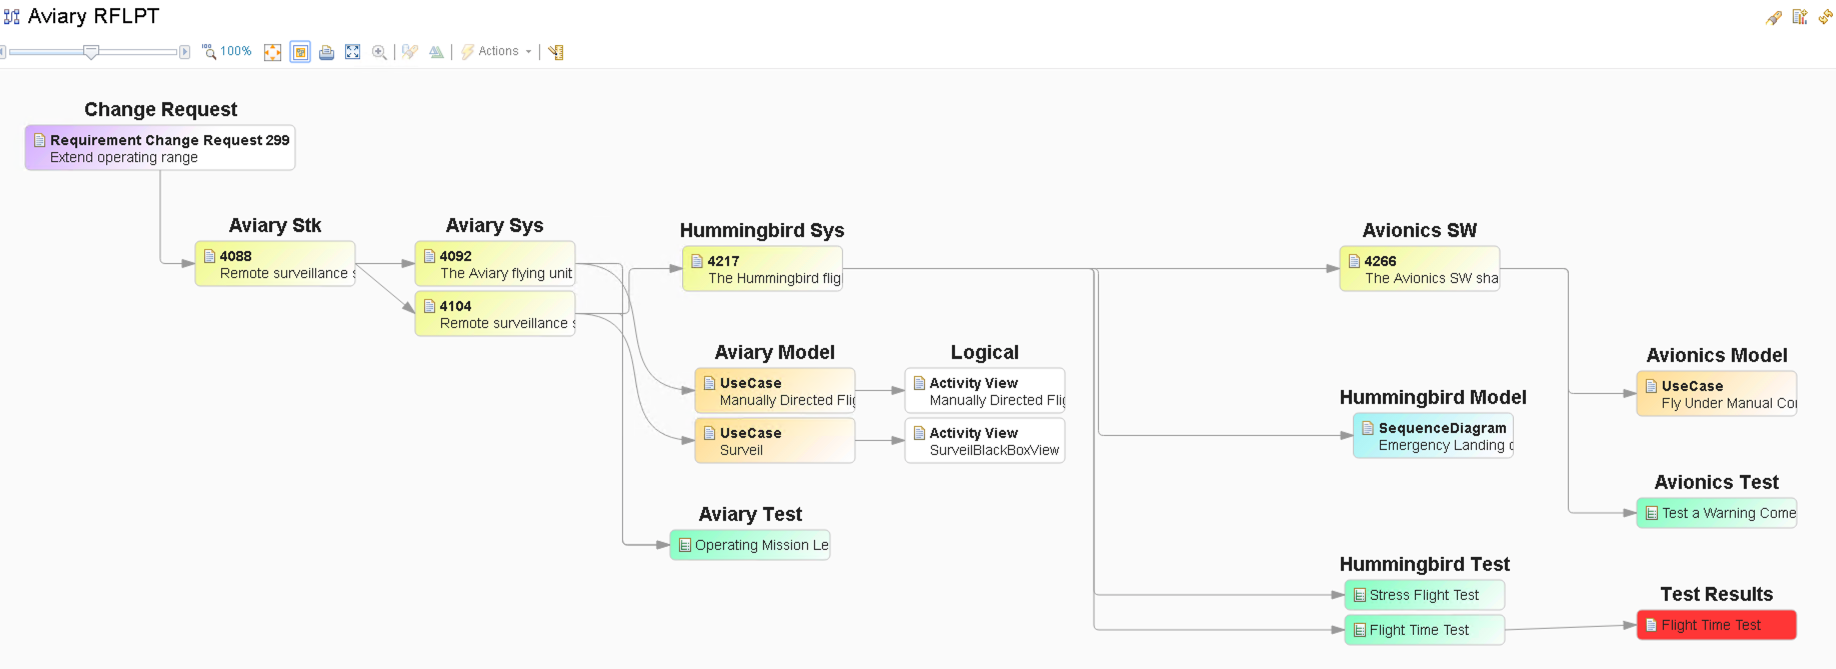 Aviary RFLPT
100 100% Actions
Change Request
Requirement Change Request 299
Extend operating range
Aviary Stk
4088
Remote surveillance s
Aviary Sys
4092
The Aviary flying unit
4104
Remote surveillance s
Hummingbird Sys
4217
The Hummingbird flig
Aviary Model
UseCase
Manually Directed Flig
UseCase
Surveil
Logical
Activity View
Manually Directed Flig
Activity View
SurveilBlackBoxView
Aviary Test
Operating Mission Le
Avionics SW
4266
The Avionics SW sha
Hummingbird Model
SequenceDiagram
Emergency Landing
Hummingbird Test
Stress Flight Test
Flight Time Test
Avionics Model
UseCase
Fly Under Manual Co
Avionics Test
Test a Warning Come
Test Results
Flight Time Test